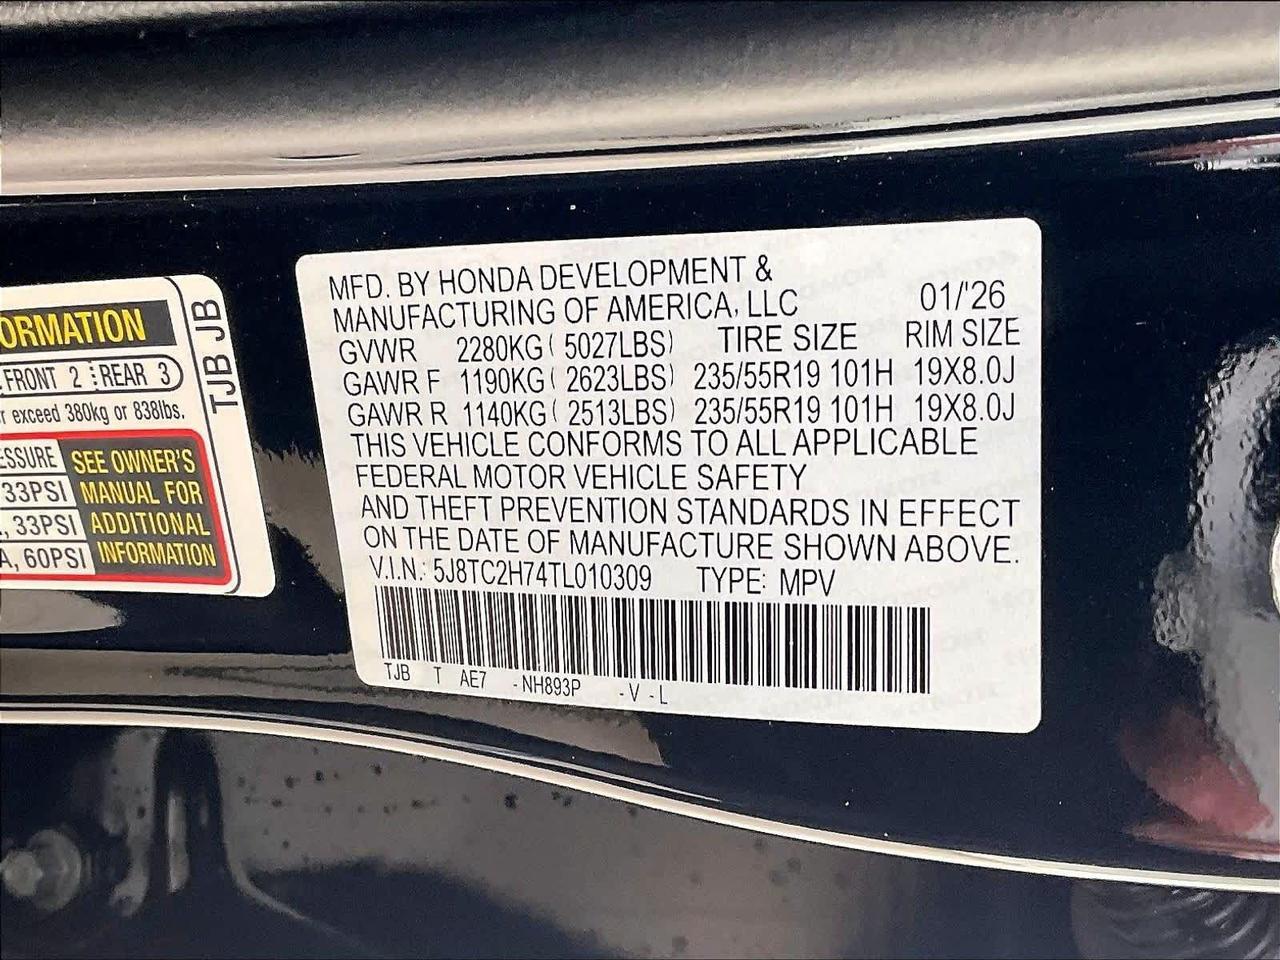 ORMATION
FRONT 2 REAR 3
r exceed 380kg or 838lbs.
ESSURE
33PSI
, 33PSI
A, 60PSI
SEE OWNER'S
MANUAL FOR
ADDITIONAL
INFORMATION
TJB JB
MFD. BY HONDA DEVELOPMENT &
MANUFACTURING OF AMERICA, LLC 01/'26
GVWR 2280KG( 5027LBS) TIRE SIZE RIM SIZE
GAWR F 1190KG( 2623LBS) 235/55R19 101H 19X8.0J
GAWR R 1140KG( 2513LBS) 235/55R19 101H 19X8.0J
THIS VEHICLE CONFORMS TO ALL APPLICABLE
FEDERAL MOTOR VEHICLE SAFETY
AND THEFT PREVENTION STANDARDS IN EFFECT
ON THE DATE OF MANUFACTURE SHOWN ABOVE.
V.I.N.: 5J8TC2H74TL010309 TYPE: MPV
TJB T AE7 -NH893P -V -L